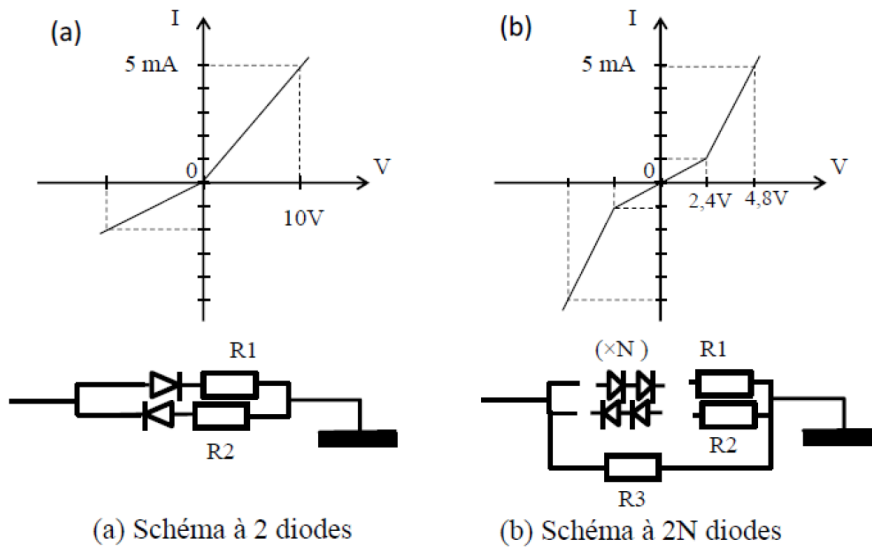 (a)
I
5 mA
0
V
10V
R1
R2
(a) Schéma à 2 diodes
(b)
I
5 mA
0
V
2,4V
4,8V
(×N )
R1
R2
R3
(b) Schéma à 2N diodes